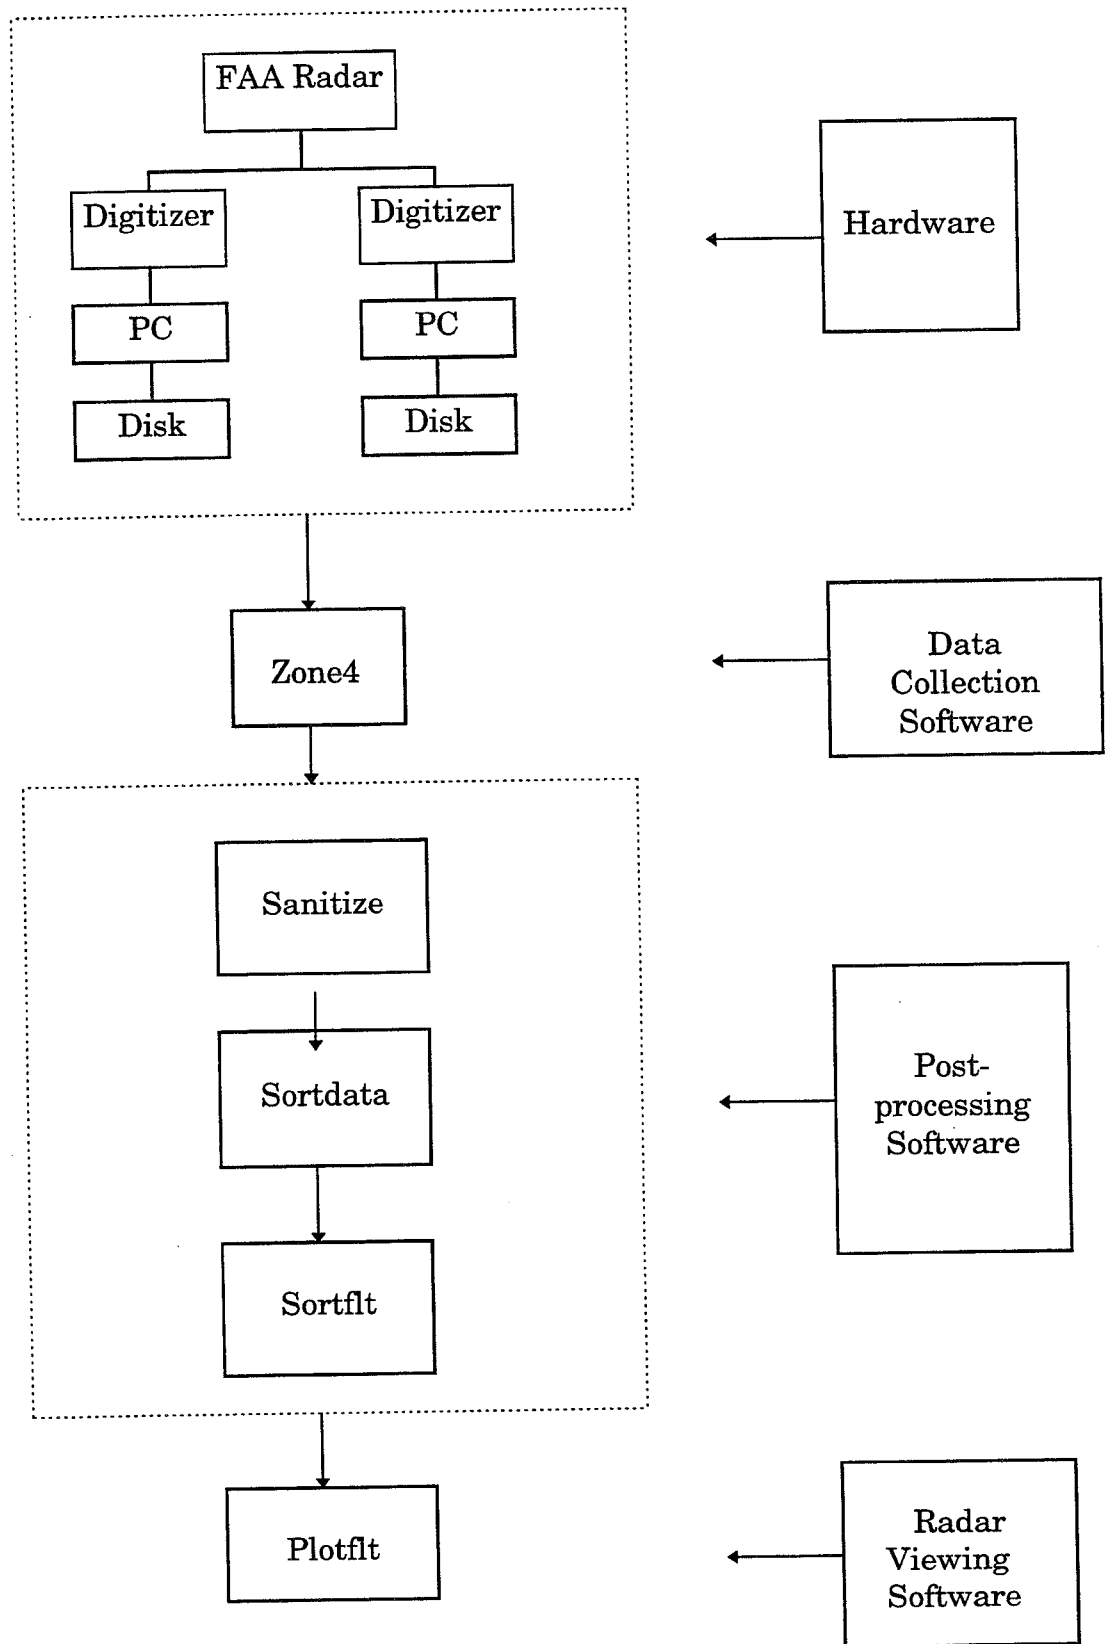 FAA Radar
Digitizer
Digitizer
PC
PC
Disk
Disk
Hardware
Zone4
Data
Collection
Software
Sanitize
Sortdata
Sortflt
Post-
processing
Software
Plotflt
Radar
Viewing
Software